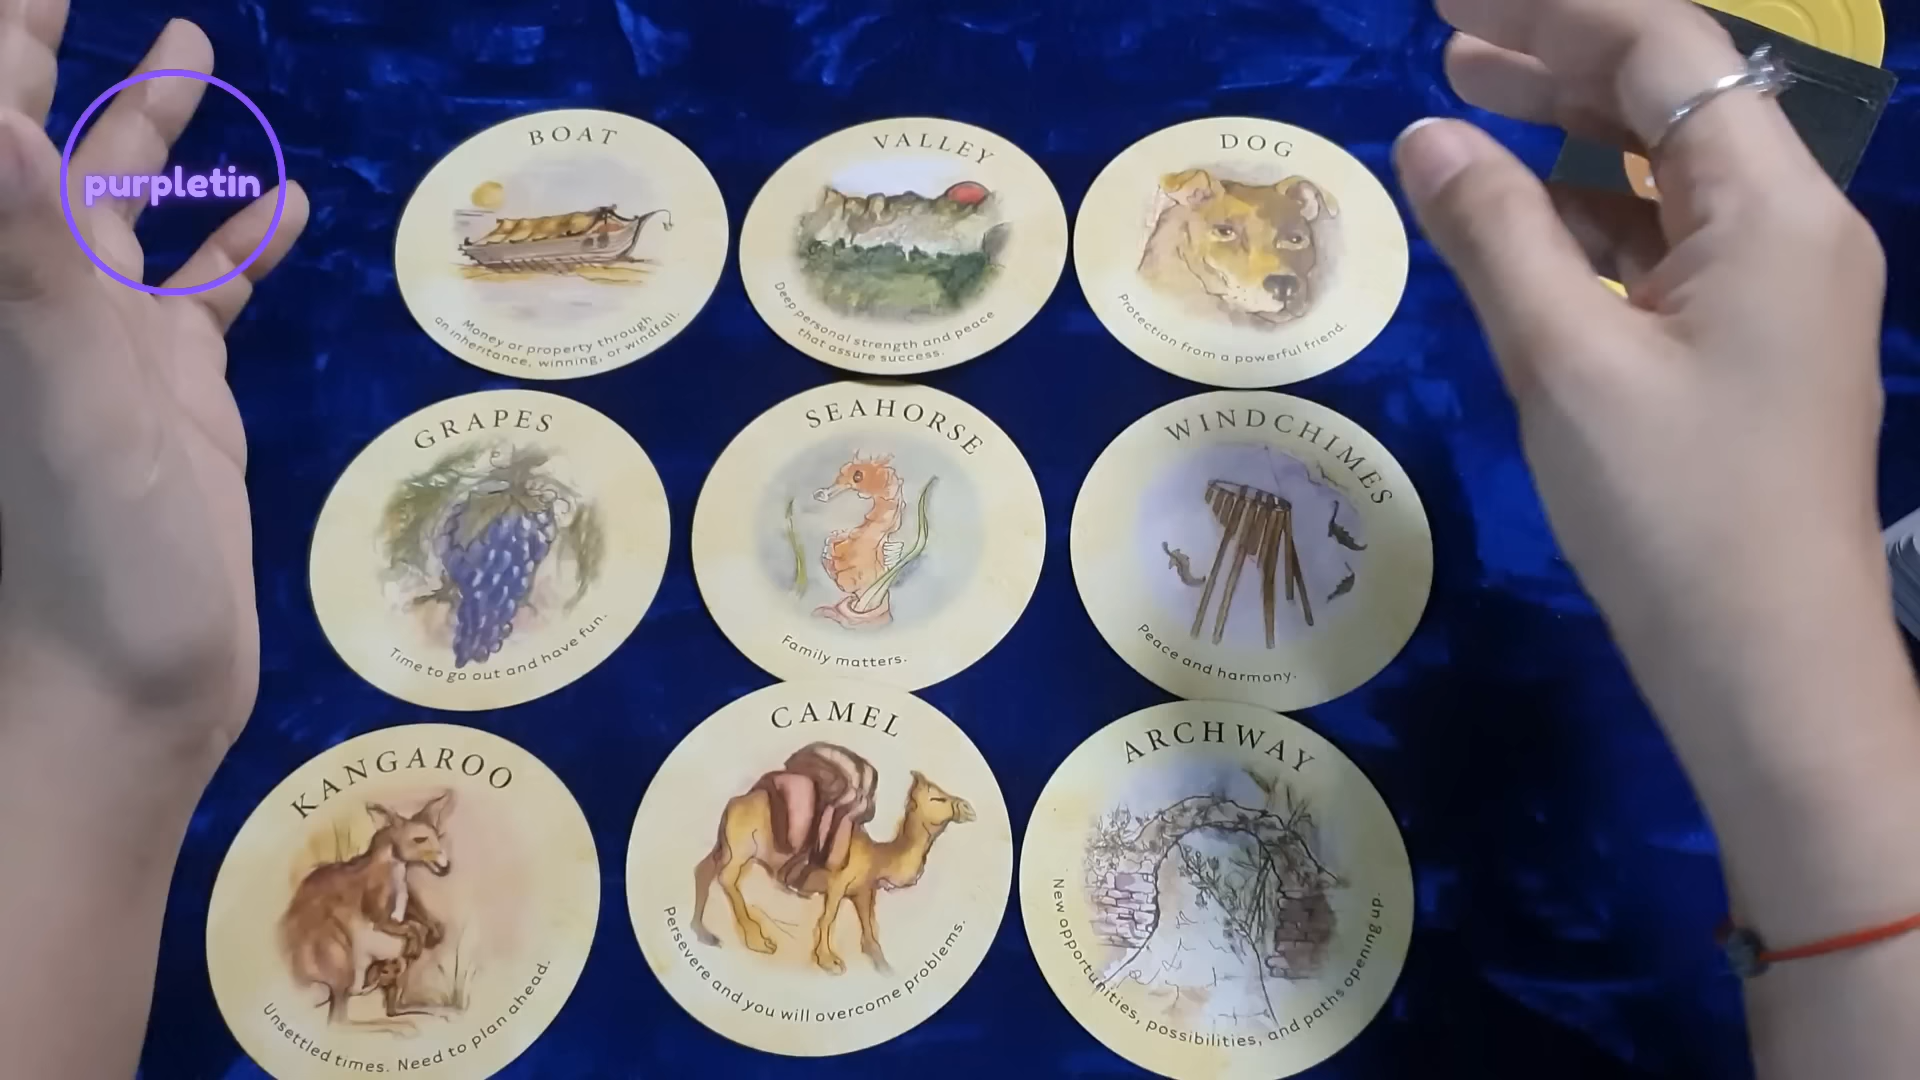 purpletin
BOAT
Money or property through
an inheritance, winning, or windfall.
VALLEY
Deep personal strength and peace
that assure success.
DOG
Protection from a powerful friend.
GRAPES
Time to go out and have fun.
SEAHORSE
Family matters.
WINDCHIMES
Peace and harmony.
KANGAROO
Unsettled times. Need to plan ahead.
CAMEL
Persevere and you will overcome problems.
ARCHWAY
New opportunities, possibilities, and paths opening up.